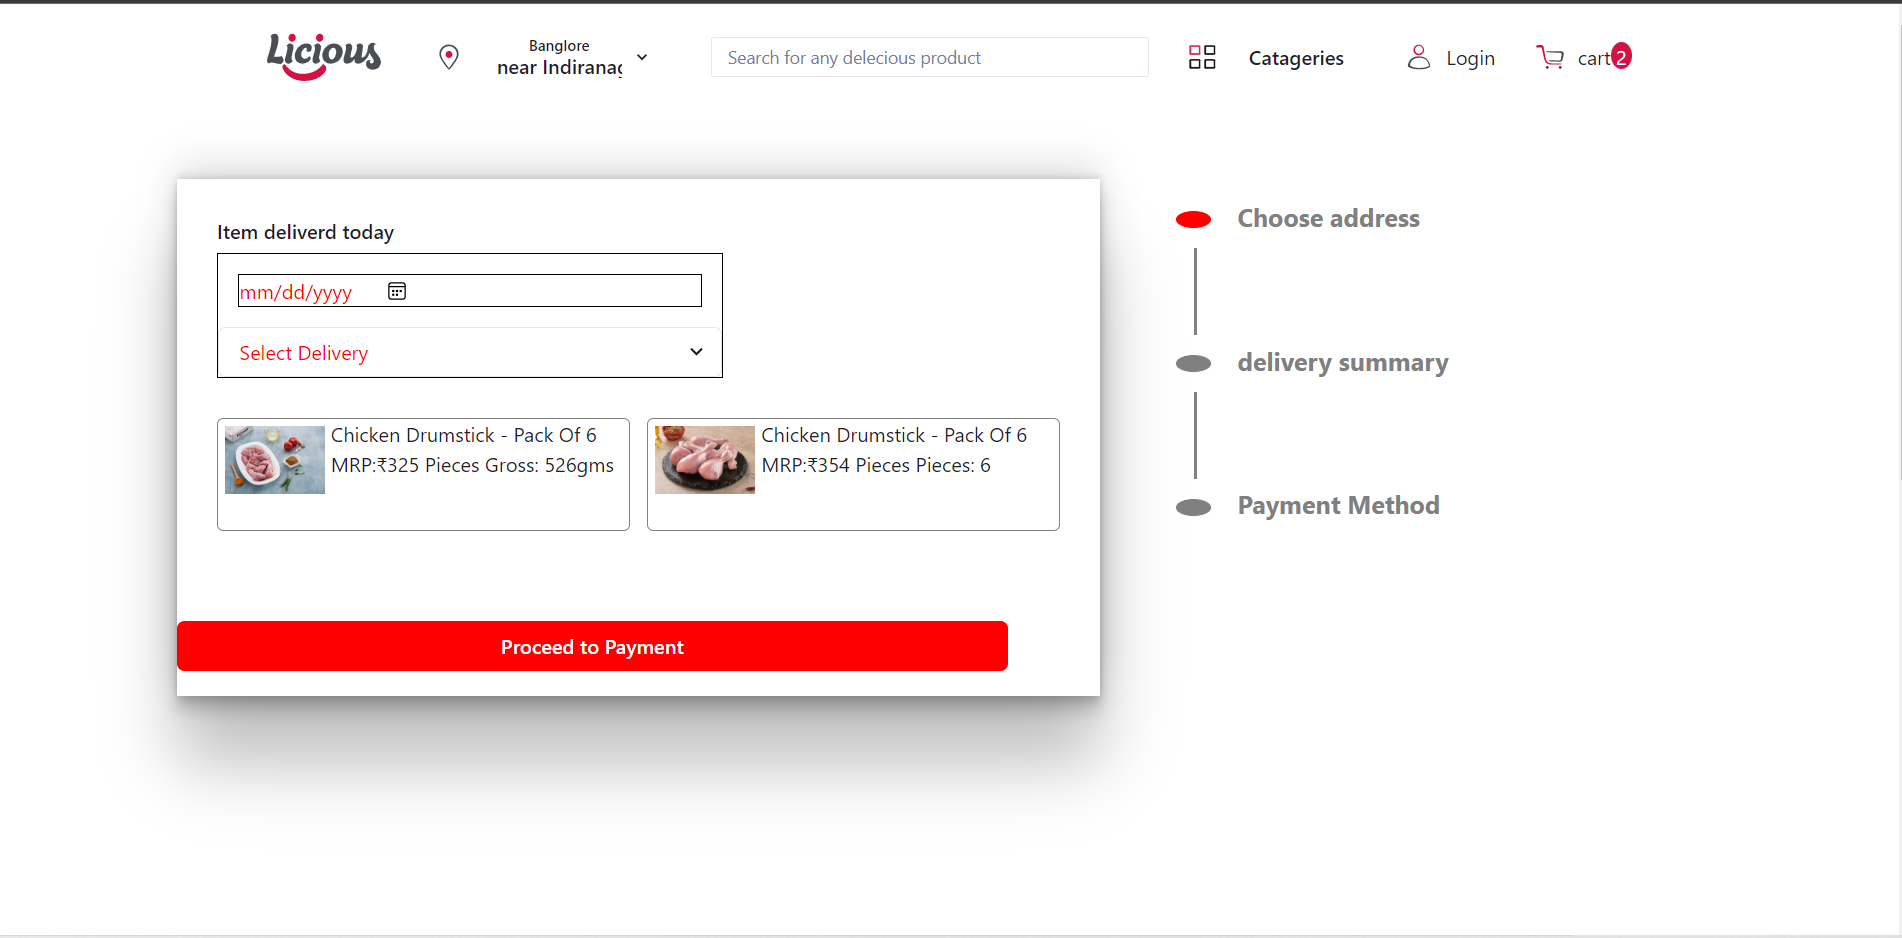 Licious
Banglore
near Indiranag
Search for any delecious product
Catageries
Login
cart 2
Item deliverd today
mm/dd/yyyy
Select Delivery
Chicken Drumstick - Pack Of 6
MRP:₹325 Pieces Gross: 526gms
Chicken Drumstick - Pack Of 6
MRP:₹354 Pieces Pieces: 6
Proceed to Payment
Choose address
delivery summary
Payment Method